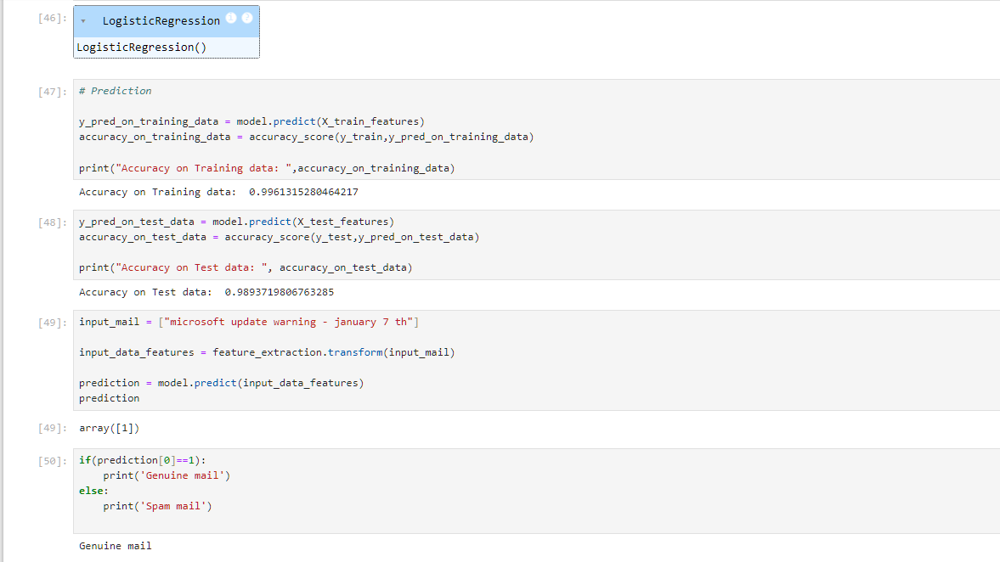 [46]:
LogisticRegression i ?
LogisticRegression()
[47]:
# Prediction
y_pred_on_training_data = model.predict(X_train_features)
accuracy_on_training_data = accuracy_score(y_train,y_pred_on_training_data)
print("Accuracy on Training data: ",accuracy_on_training_data)
Accuracy on Training data:  0.9961315280464217
[48]:
y_pred_on_test_data = model.predict(X_test_features)
accuracy_on_test_data = accuracy_score(y_test,y_pred_on_test_data)
print("Accuracy on Test data: ", accuracy_on_test_data)
Accuracy on Test data:  0.9893719806763285
[49]:
input_mail = ["microsoft update warning - january 7 th"]
input_data_features = feature_extraction.transform(input_mail)
prediction = model.predict(input_data_features)
prediction
[49]:
array([1])
[50]:
if(prediction[0]==1):
    print('Genuine mail')
else:
    print('Spam mail')
Genuine mail